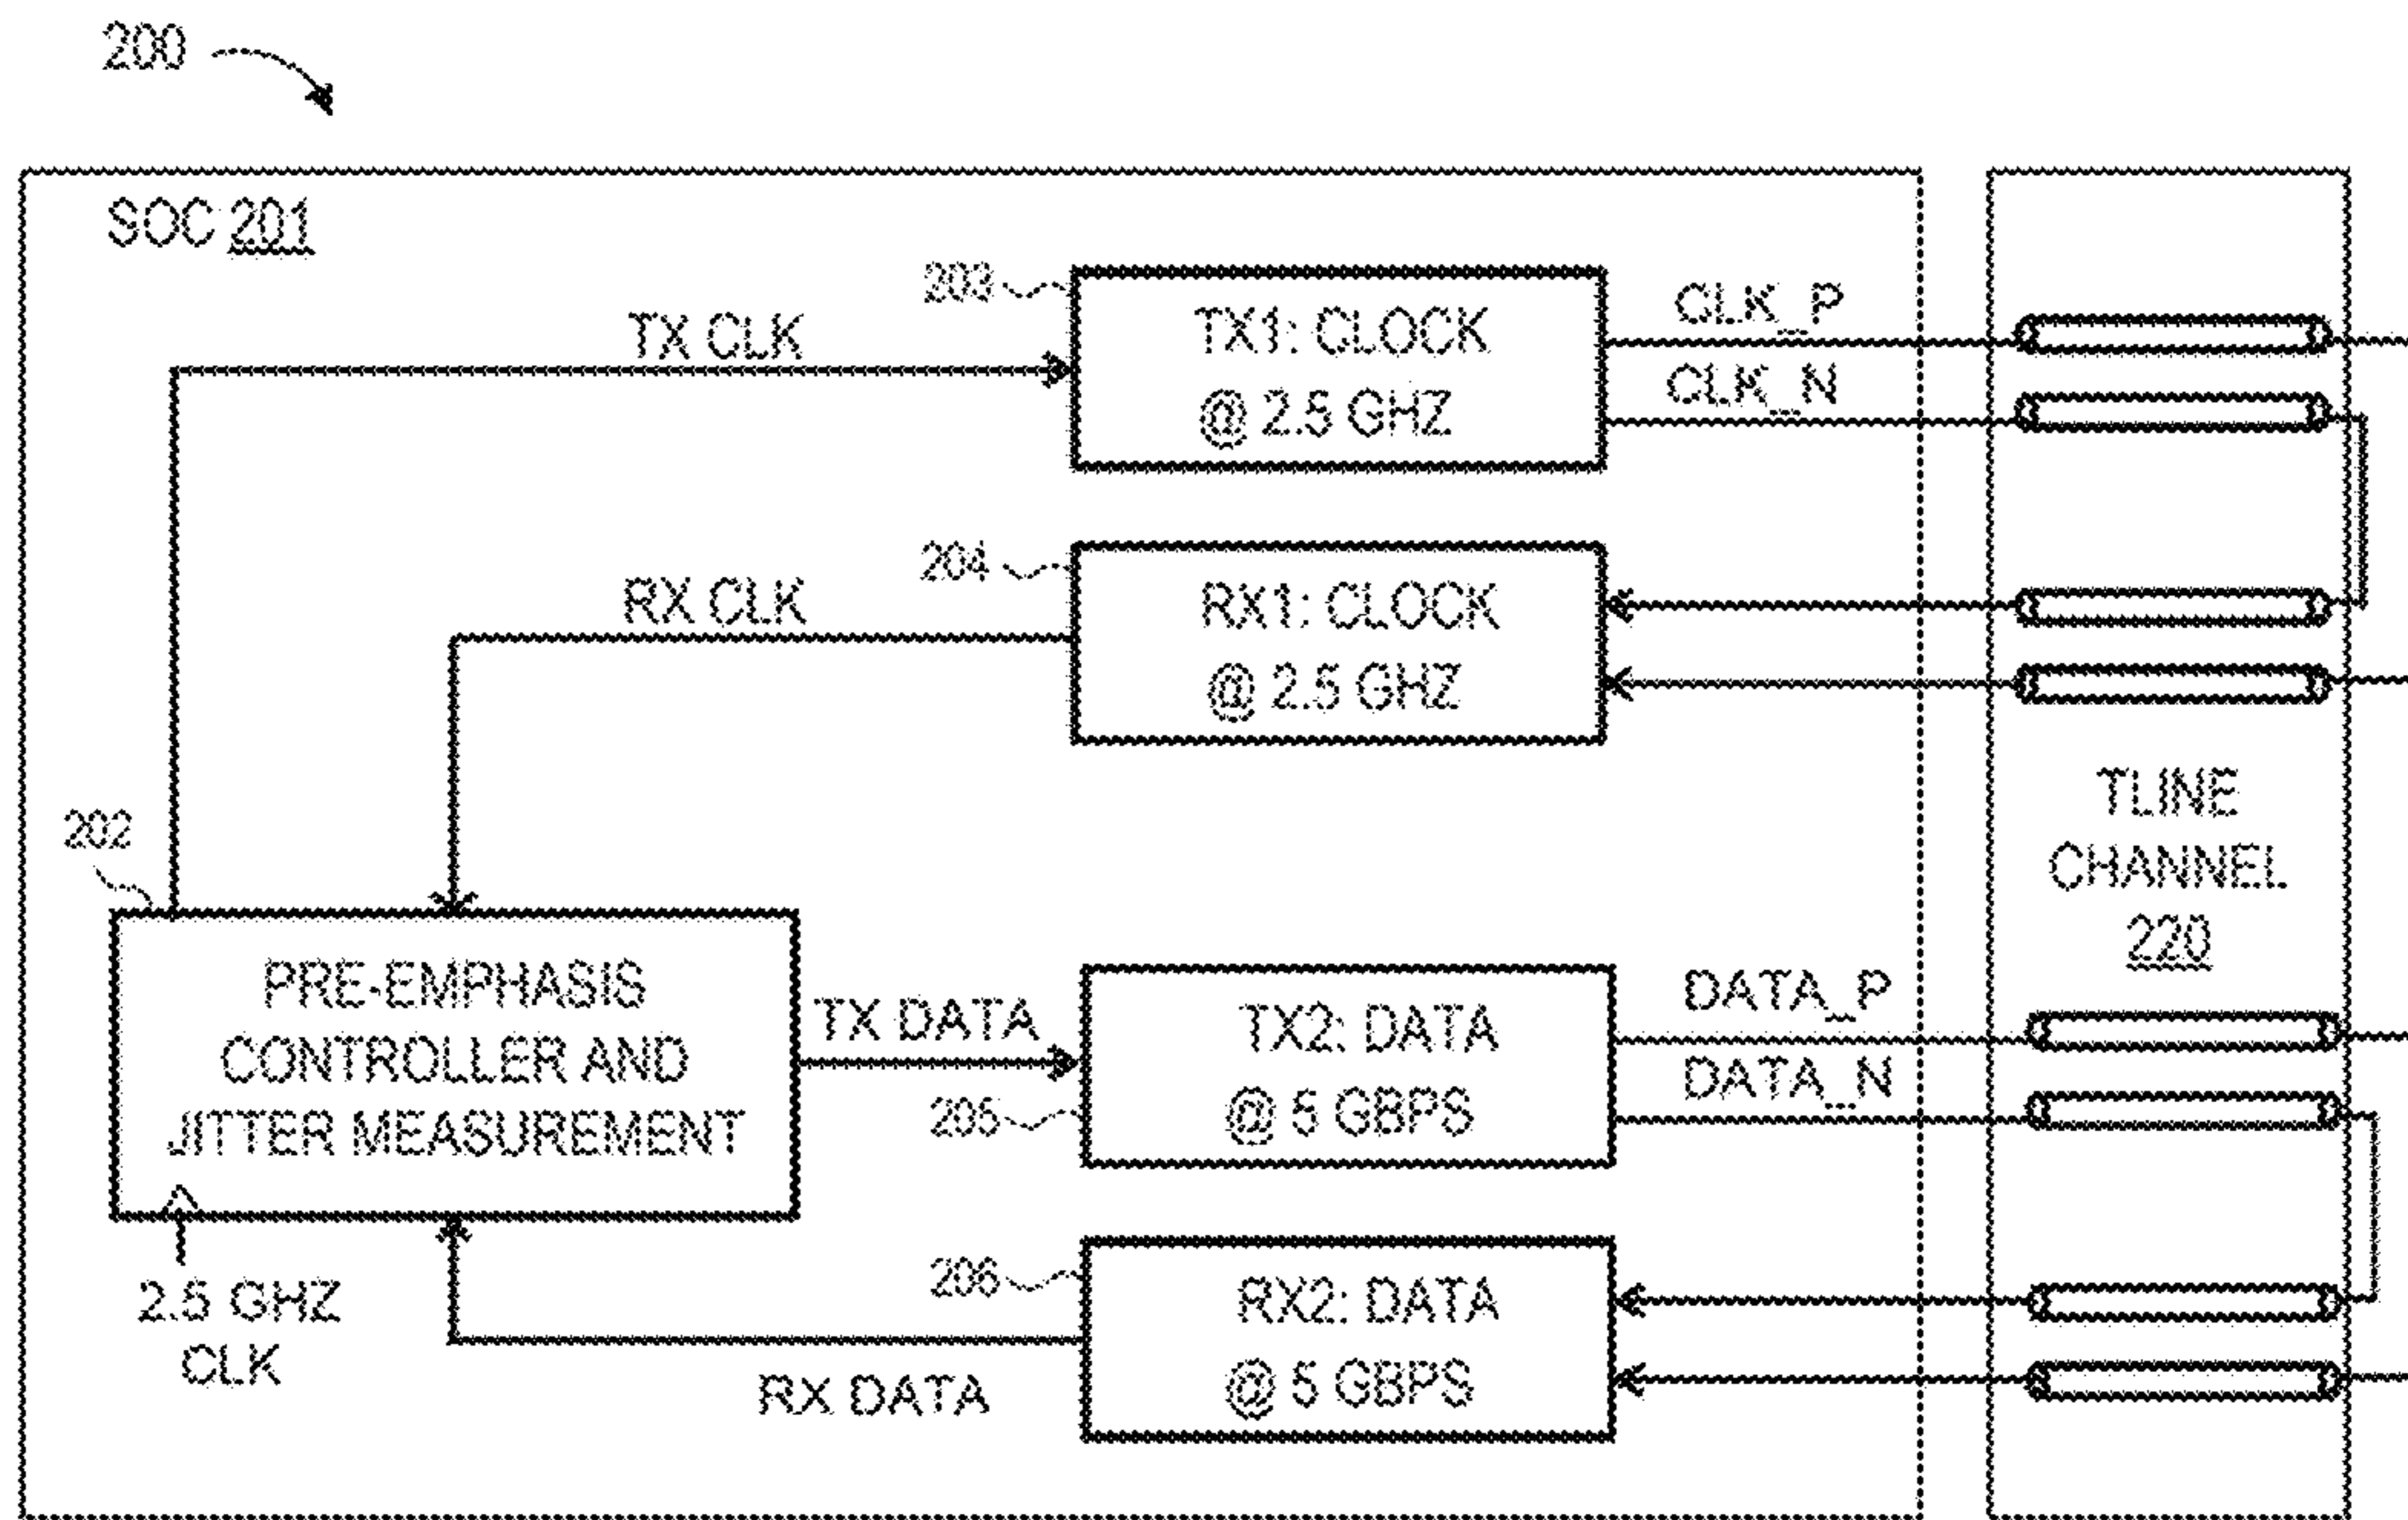 200
SOC 201
203
TX CLK
TX1: CLOCK
@ 2.5 GHZ
CLK_P
CLK_N
204
RX CLK
RX1: CLOCK
@ 2.5 GHZ
TLINE
CHANNEL
220
202
PRE-EMPHASIS
CONTROLLER AND
JITTER MEASUREMENT
TX DATA
205
TX2: DATA
@ 5 GBPS
DATA_P
DATA_N
2.5 GHZ
CLK
206
RX2: DATA
@ 5 GBPS
RX DATA